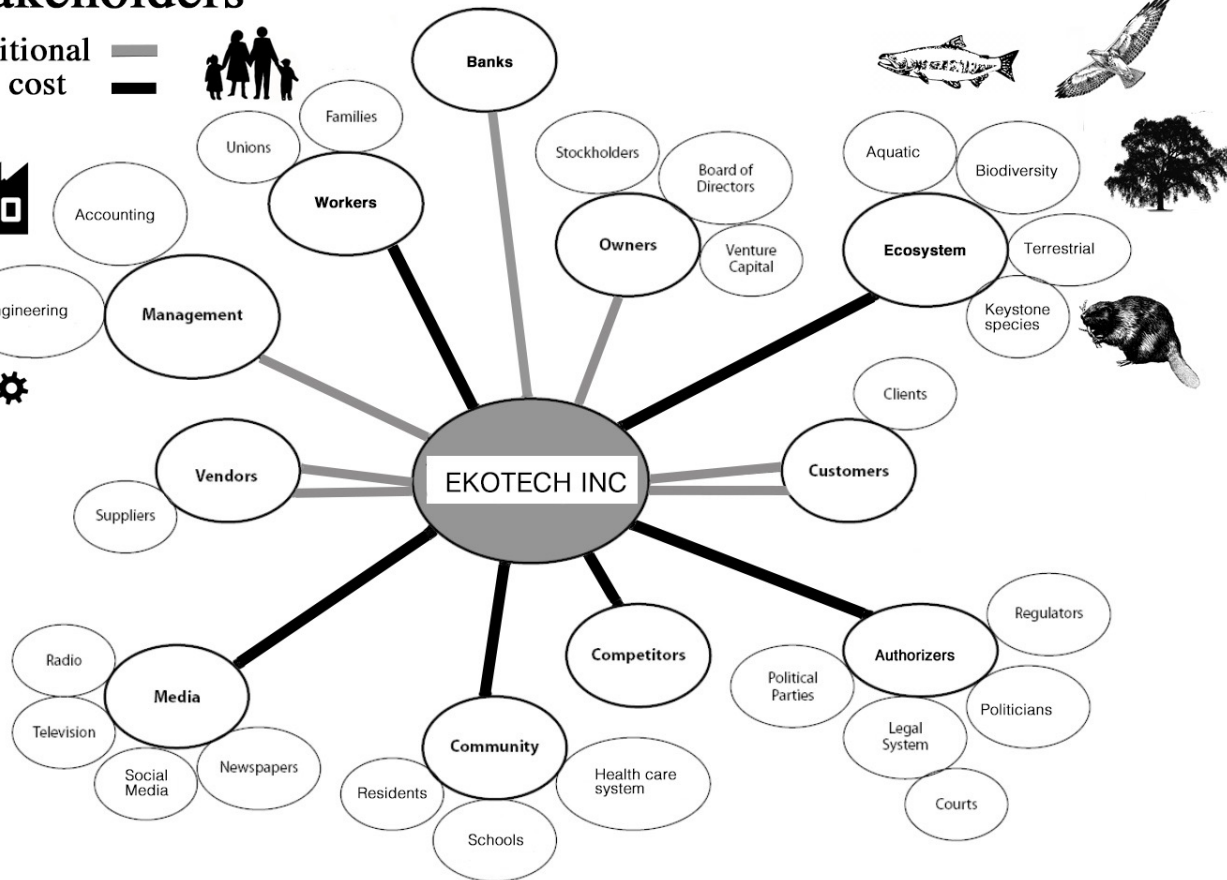 akeholders
itional
cost
Banks
Families
Unions
Workers
Stockholders
Board of
Directors
Owners
Venture
Capital
Aquatic
Biodiversity
Ecosystem
Terrestrial
Keystone
species
Accounting
ngineering
Management
Clients
Customers
Vendors
Suppliers
EKOTECH INC
Radio
Media
Television
Social
Media
Newspapers
Community
Residents
Schools
Health care
system
Competitors
Authorizers
Regulators
Political
Parties
Politicians
Legal
System
Courts